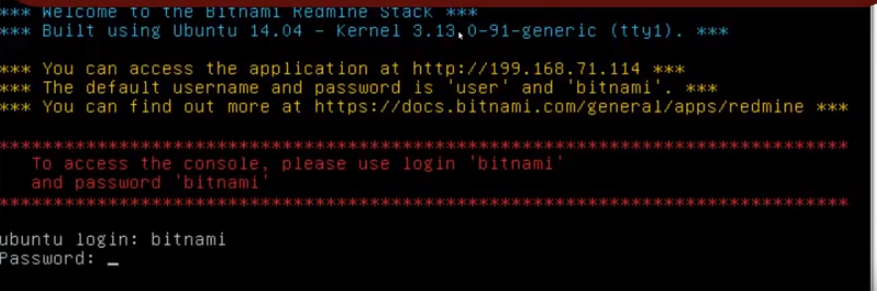 *** Welcome to the Bitnami Redmine Stack ***
*** Built using Ubuntu 14.04 - Kernel 3.13.0-91-generic (tty1). ***
*** You can access the application at http://199.168.71.114 ***
*** The default username and password is 'user' and 'bitnami'. ***
*** You can find out more at https://docs.bitnami.com/general/apps/redmine ***
********************************************************************************
To access the console, please use login 'bitnami'
and password 'bitnami'
********************************************************************************
ubuntu login: bitnami
Password: _